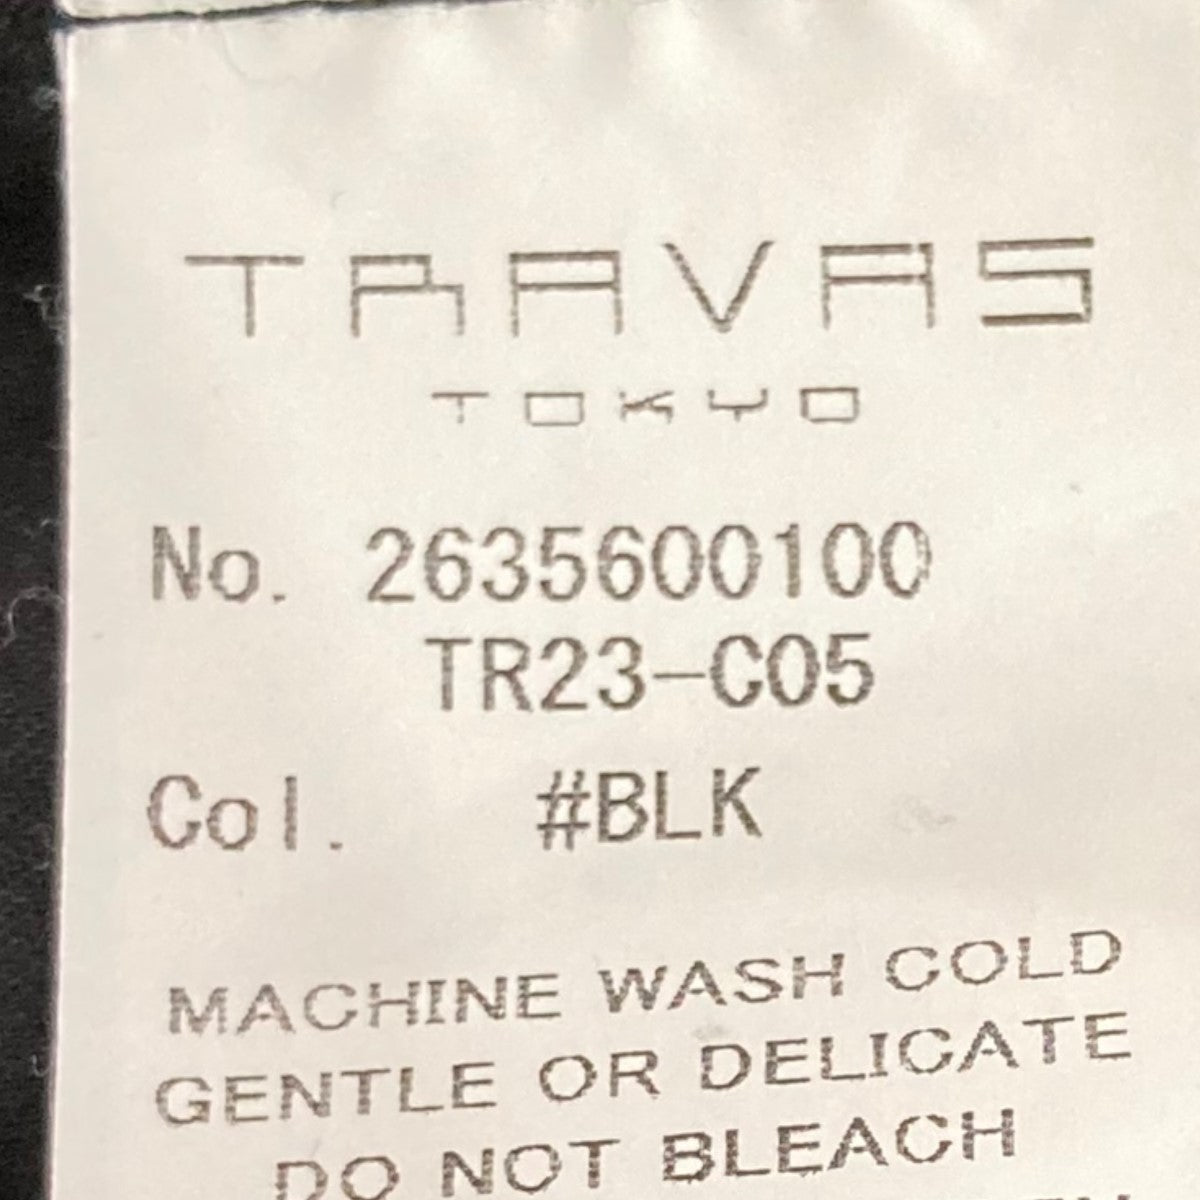 TRAVAS
TOKYO
No. 2635600100
TR23-C05
Col. #BLK
MACHINE WASH COLD
GENTLE OR DELICATE
DO NOT BLEACH